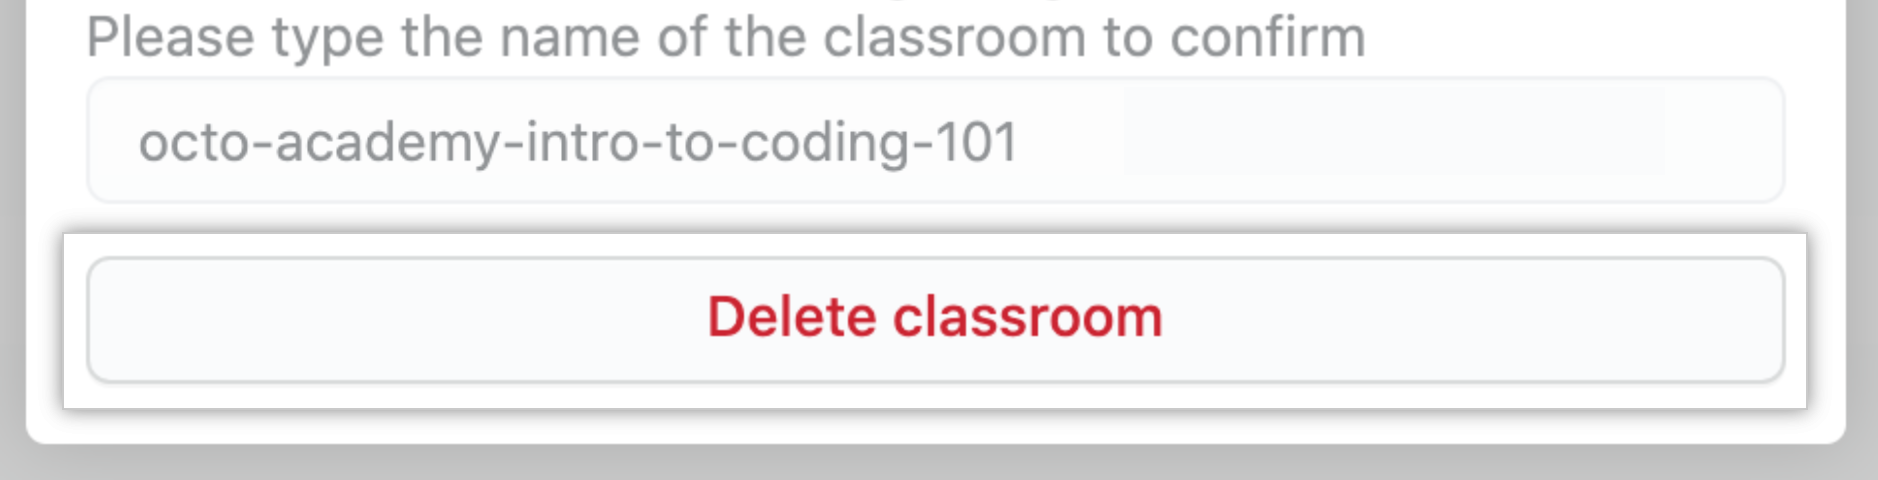 Please type the name of the classroom to confirm
octo-academy-intro-to-coding-101
Delete classroom